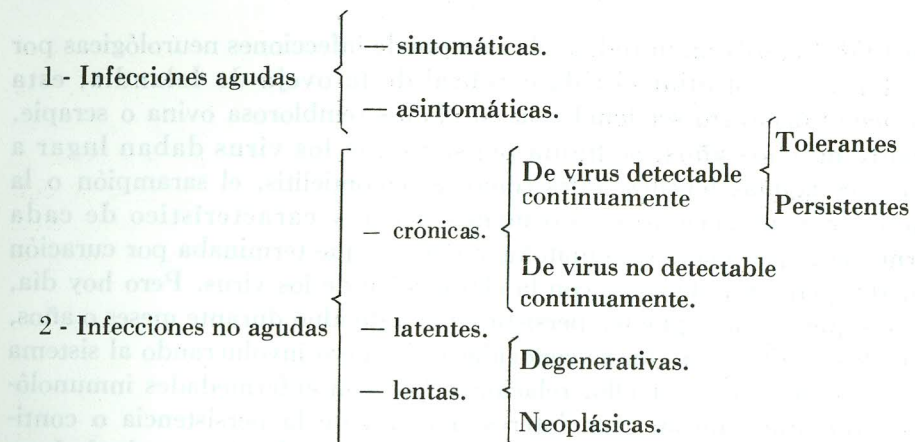 1 - Infecciones agudas
— sintomáticas.
— asintomáticas.
2 - Infecciones no agudas
— crónicas.
De virus detectable
continuamente
Tolerantes
Persistentes
De virus no detectable
continuamente.
— latentes.
— lentas.
Degenerativas.
Neoplásicas.